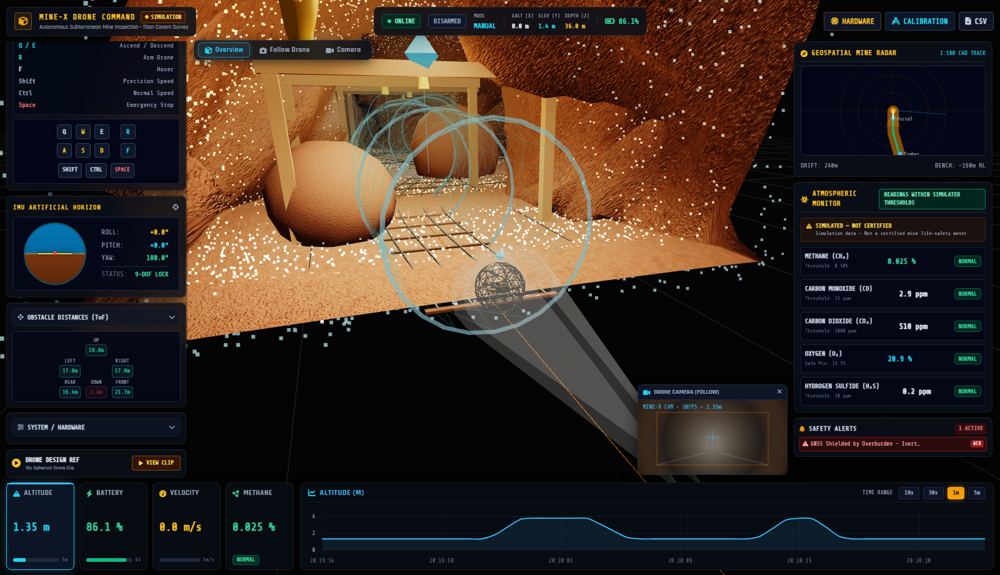 MINE-X DRONE COMMAND
SIMULATION
Autonomous Subterranean Mine Inspection • Titan Cavern Survey
ONLINE
DISARMED
MODE
MANUAL
EAST (X)
0.0 m
ELEV (Y)
1.4 m
DEPTH (Z)
36.0 m
86.1%
HARDWARE
CALIBRATION
CSV
Overview
Follow Drone
Camera
Q / E Ascend / Descend
R Arm Drone
F Hover
Shift Precision Speed
Ctrl Normal Speed
Space Emergency Stop
Q W E R
A S D F
SHIFT CTRL SPACE
IMU ARTIFICIAL HORIZON
ROLL: +0.0°
PITCH: +0.0°
YAW: 180.0°
STATUS: 9-DOF LOCK
OBSTACLE DISTANCES (ToF)
UP
10.0m
LEFT RIGHT
17.0m 17.0m
REAR DOWN FRONT
16.4m 1.4m 21.7m
SYSTEM / HARDWARE
DRONE DESIGN REF
10s Spherical Drone Clip
VIEW CLIP
GEOSPATIAL MINE RADAR
1:500 CAD TRACK
Portal
Timber
DRIFT: 240m
BENCH: -160m RL
ATMOSPHERIC
MONITOR
READINGS WITHIN SIMULATED
THRESHOLDS
SIMULATED — NOT CERTIFIED
Simulation data - Not a certified mine life-safety meter
METHANE (CH₄)
Threshold: 0.50%
0.025 %
NORMAL
CARBON MONOXIDE (CO)
Threshold: 25 ppm
2.9 ppm
NORMAL
CARBON DIOXIDE (CO₂)
Threshold: 1000 ppm
510 ppm
NORMAL
OXYGEN (O₂)
Safe Min: 19.5%
20.9 %
NORMAL
HYDROGEN SULFIDE (H₂S)
Threshold: 10 ppm
0.2 ppm
NORMAL
SAFETY ALERTS
1 ACTIVE
GNSS Shielded by Overburden - Inert…
ACK
DRONE CAMERA (FOLLOW)
MINE-X CAM • 30FPS • 1.35m
ALTITUDE
1.35 m
5m
BATTERY
86.1 %
6S
VELOCITY
0.0 m/s
5m/s
METHANE
0.025 %
NORMAL
ALTITUDE (M)
TIME RANGE 10s 30s 1m 5m
4
2
0
20:19:54 20:19:58 20:20:03 20:20:09 20:20:15 20:20:20